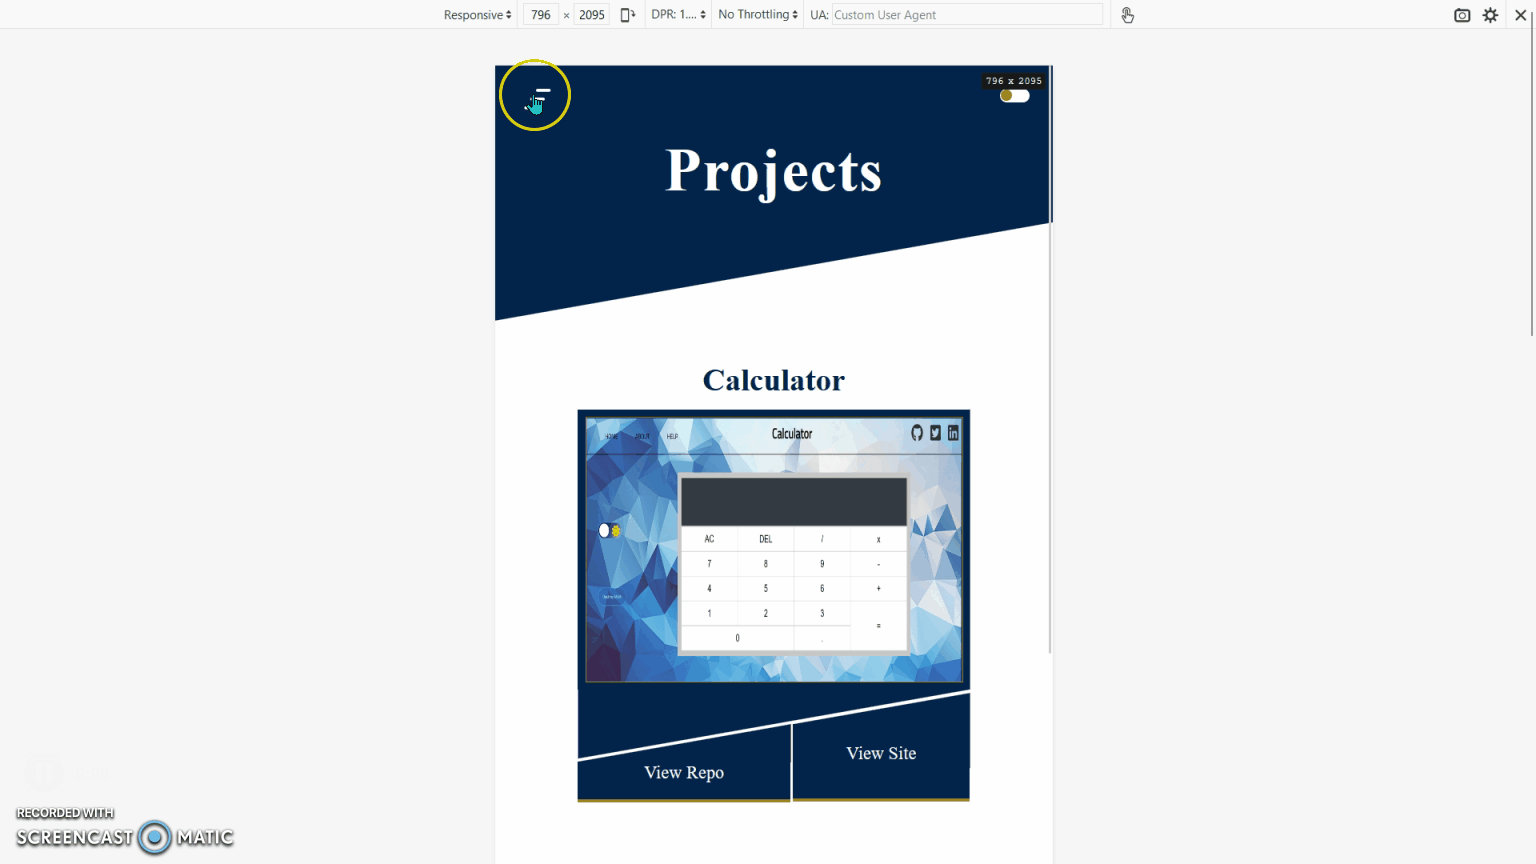 Responsive 796 × 2095 DPR: 1.... No Throttling UA: Custom User Agent
796 x 2095
Projects
Calculator
HOME ABOUT HELP Calculator
AC DEL / x
7 8 9 -
4 5 6 +
1 2 3
=
0 .
View Site
View Repo
RECORDED WITH
SCREENCAST MATIC